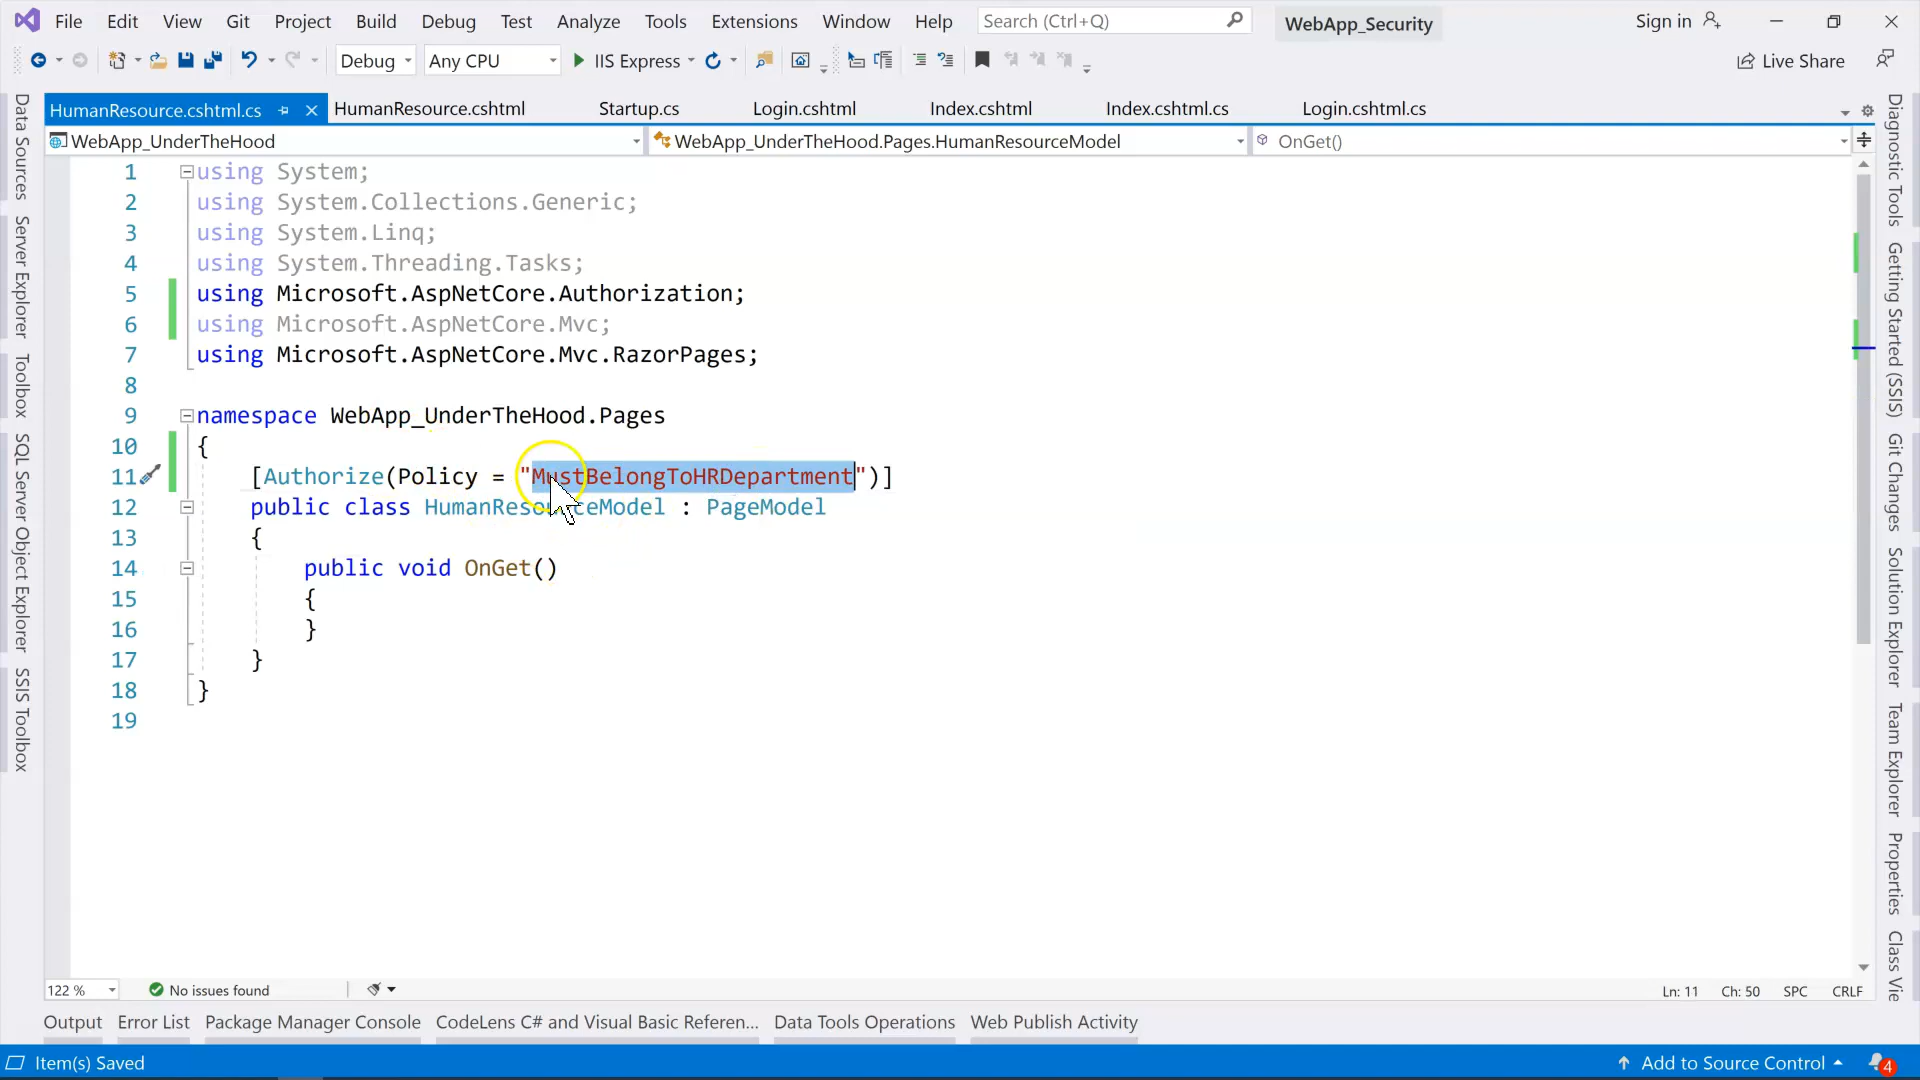 File Edit View Git Project Build Debug Test Analyze Tools Extensions Window Help Search (Ctrl+Q) WebApp_Security Sign in
Debug Any CPU IIS Express Live Share
HumanResource.cshtml.cs HumanResource.cshtml Startup.cs Login.cshtml Index.cshtml Index.cshtml.cs Login.cshtml.cs
WebApp_UnderTheHood WebApp_UnderTheHood.Pages.HumanResourceModel OnGet()
1 using System;
2 using System.Collections.Generic;
3 using System.Linq;
4 using System.Threading.Tasks;
5 using Microsoft.AspNetCore.Authorization;
6 using Microsoft.AspNetCore.Mvc;
7 using Microsoft.AspNetCore.Mvc.RazorPages;
8
9 namespace WebApp_UnderTheHood.Pages
10 {
11 [Authorize(Policy = "MustBelongToHRDepartment")]
12 public class HumanResourceModel : PageModel
13 {
14 public void OnGet()
15 {
16 }
17 }
18 }
19
122 % No issues found Ln: 11 Ch: 50 SPC CRLF
Output Error List Package Manager Console CodeLens C# and Visual Basic Referen... Data Tools Operations Web Publish Activity
Item(s) Saved Add to Source Control 4
Data Sources
Server Explorer
Toolbox
SQL Server Object Explorer
SSIS Toolbox
Diagnostic Tools
Getting Started (SSIS)
Git Changes
Solution Explorer
Team Explorer
Properties
Class Vie